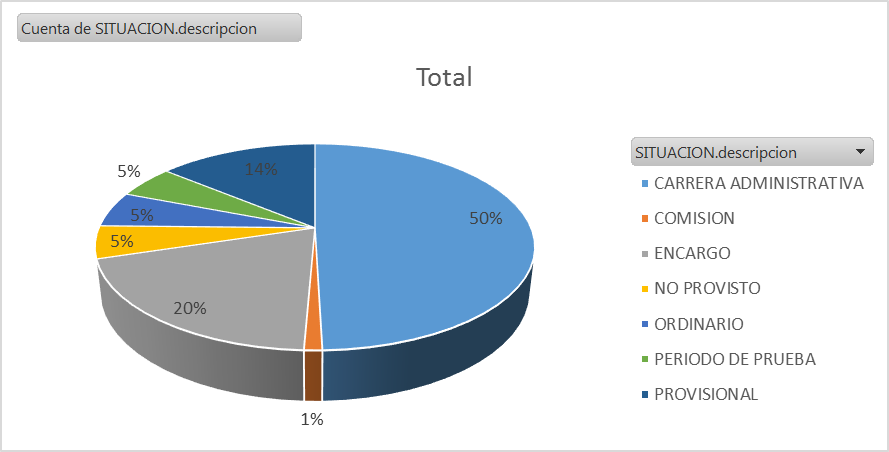 Cuenta de SITUACION.descripcion
Total
SITUACION.descripcion
CARRERA ADMINISTRATIVA
COMISION
ENCARGO
NO PROVISTO
ORDINARIO
PERIODO DE PRUEBA
PROVISIONAL
14%
5%
50%
5%
5%
20%
1%